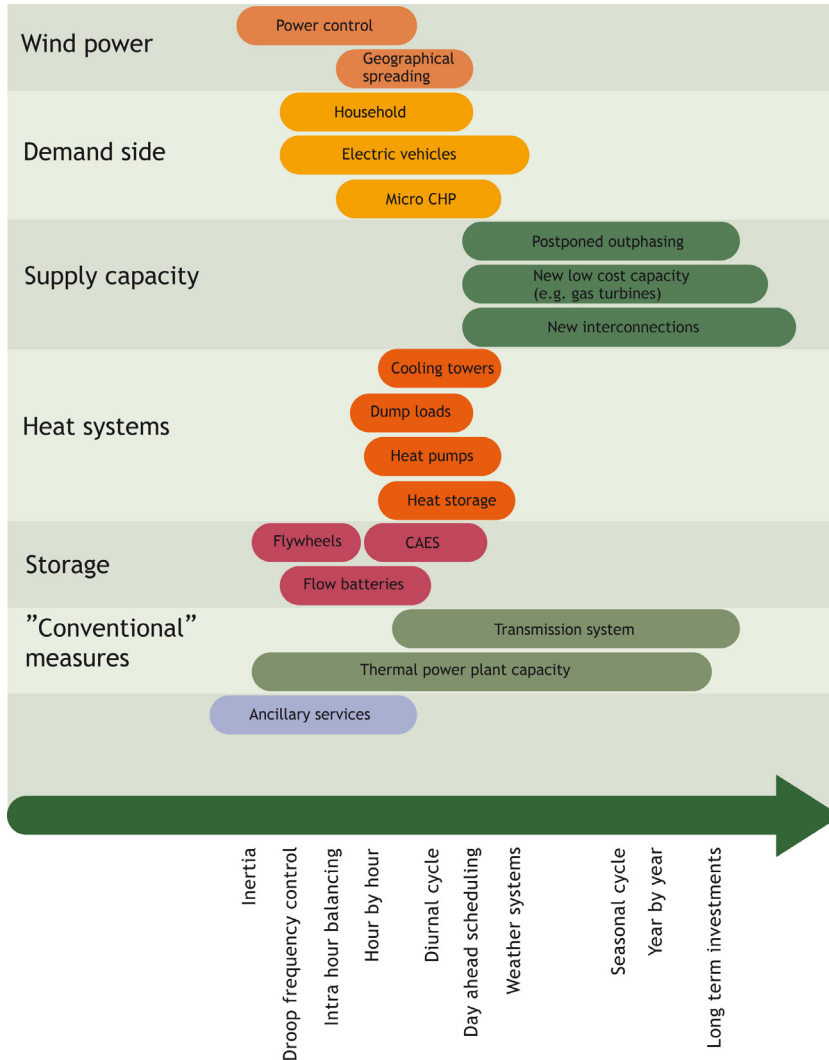 Wind power
Power control
Geographical
spreading
Demand side
Household
Electric vehicles
Micro CHP
Supply capacity
Postponed outphasing
New low cost capacity
(e.g. gas turbines)
New interconnections
Heat systems
Cooling towers
Dump loads
Heat pumps
Heat storage
Storage
Flywheels
CAES
Flow batteries
”Conventional”
measures
Transmission system
Thermal power plant capacity
Ancillary services
Inertia
Droop frequency control
Intra hour balancing
Hour by hour
Diurnal cycle
Day ahead scheduling
Weather systems
Seasonal cycle
Year by year
Long term investments